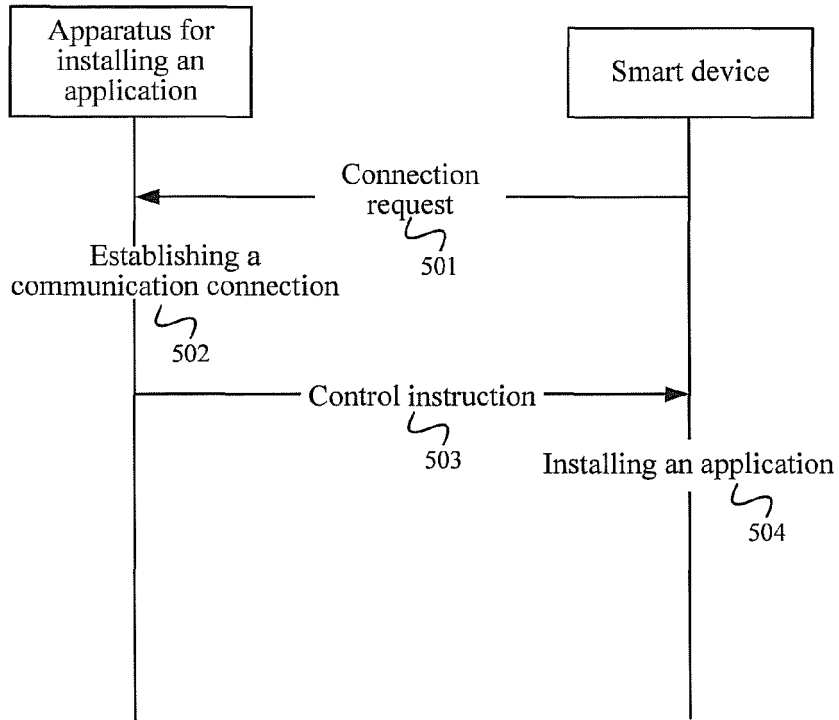 Apparatus for
installing an
application
Smart device
Connection
request
501
Establishing a
communication connection
502
Control instruction
503
Installing an application
504